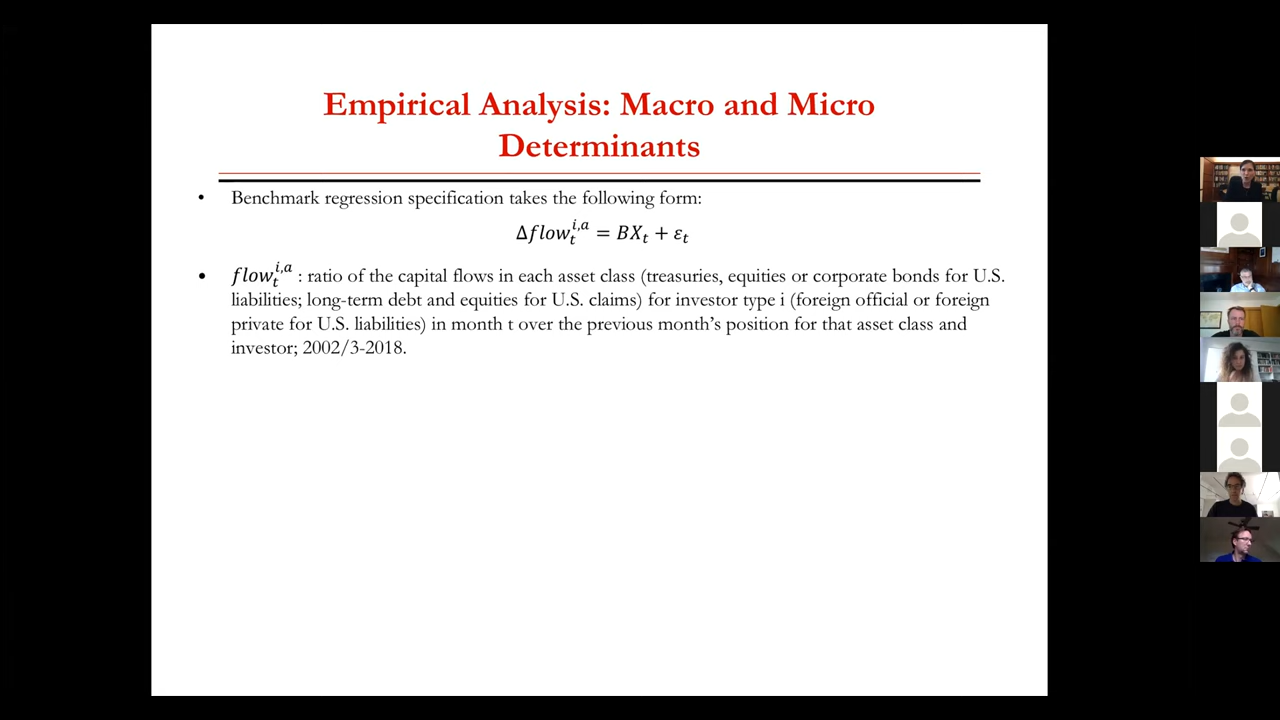 Empirical Analysis: Macro and Micro
Determinants
• Benchmark regression specification takes the following form:
Δflow_t^{i,a} = BX_t + ε_t
• flow_t^{i,a} : ratio of the capital flows in each asset class (treasuries, equities or corporate bonds for U.S.
liabilities; long-term debt and equities for U.S. claims) for investor type i (foreign official or foreign
private for U.S. liabilities) in month t over the previous month's position for that asset class and
investor; 2002/3-2018.